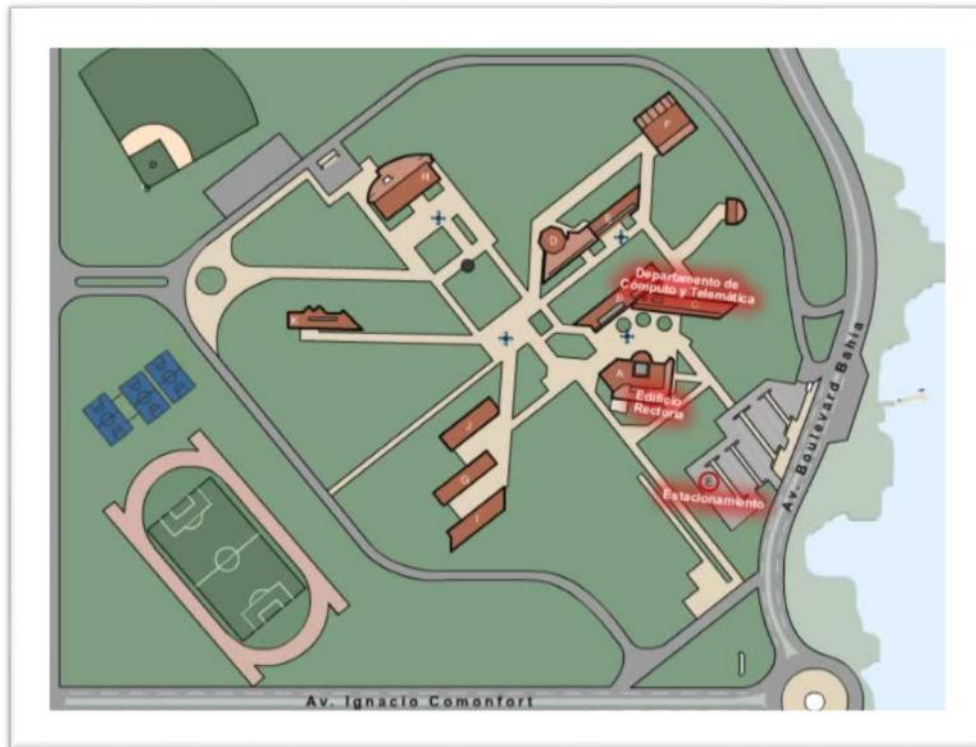 F
H
E
D
Departamento de
Cómputo y Telemática
B
C
K
A
Edificio
Rectoría
J
G
I
E
Estacionamiento
Av. Boulevard Bahía
Av. Ignacio Comonfort